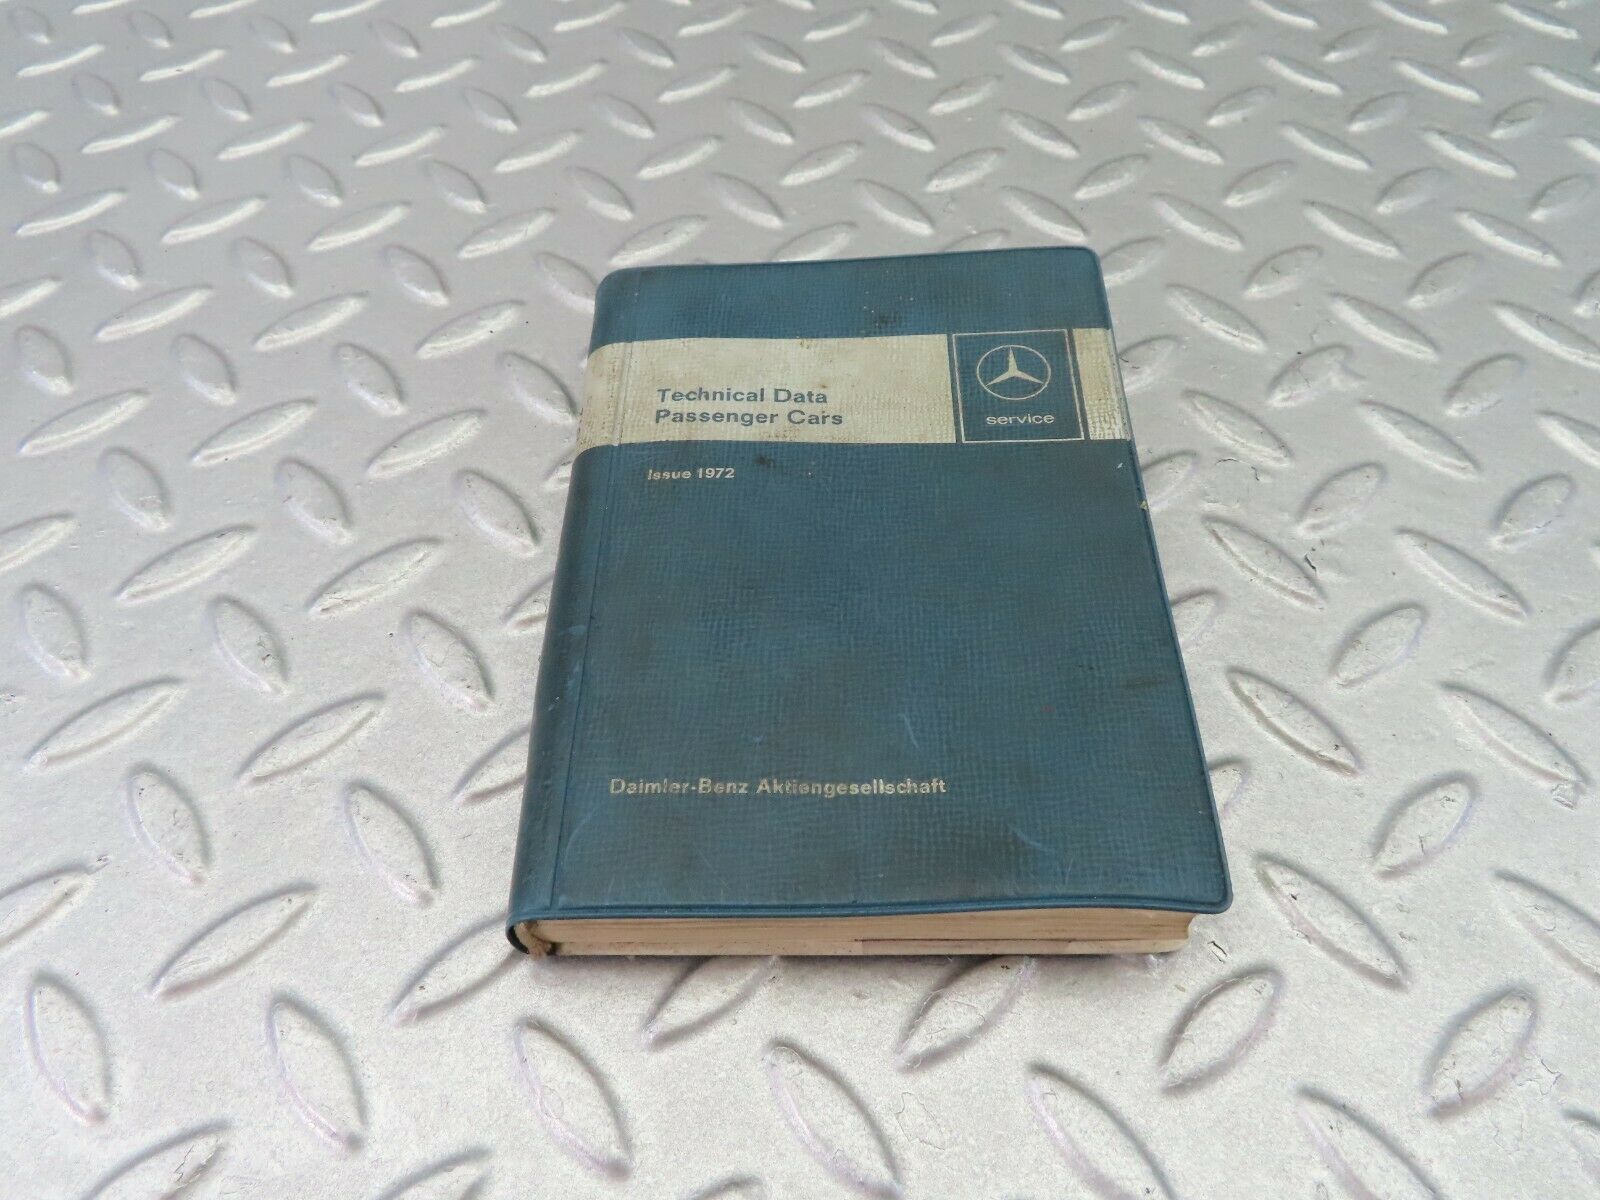 Technical Data
Passenger Cars
service
Issue 1972
Daimler-Benz Aktiengesellschaft